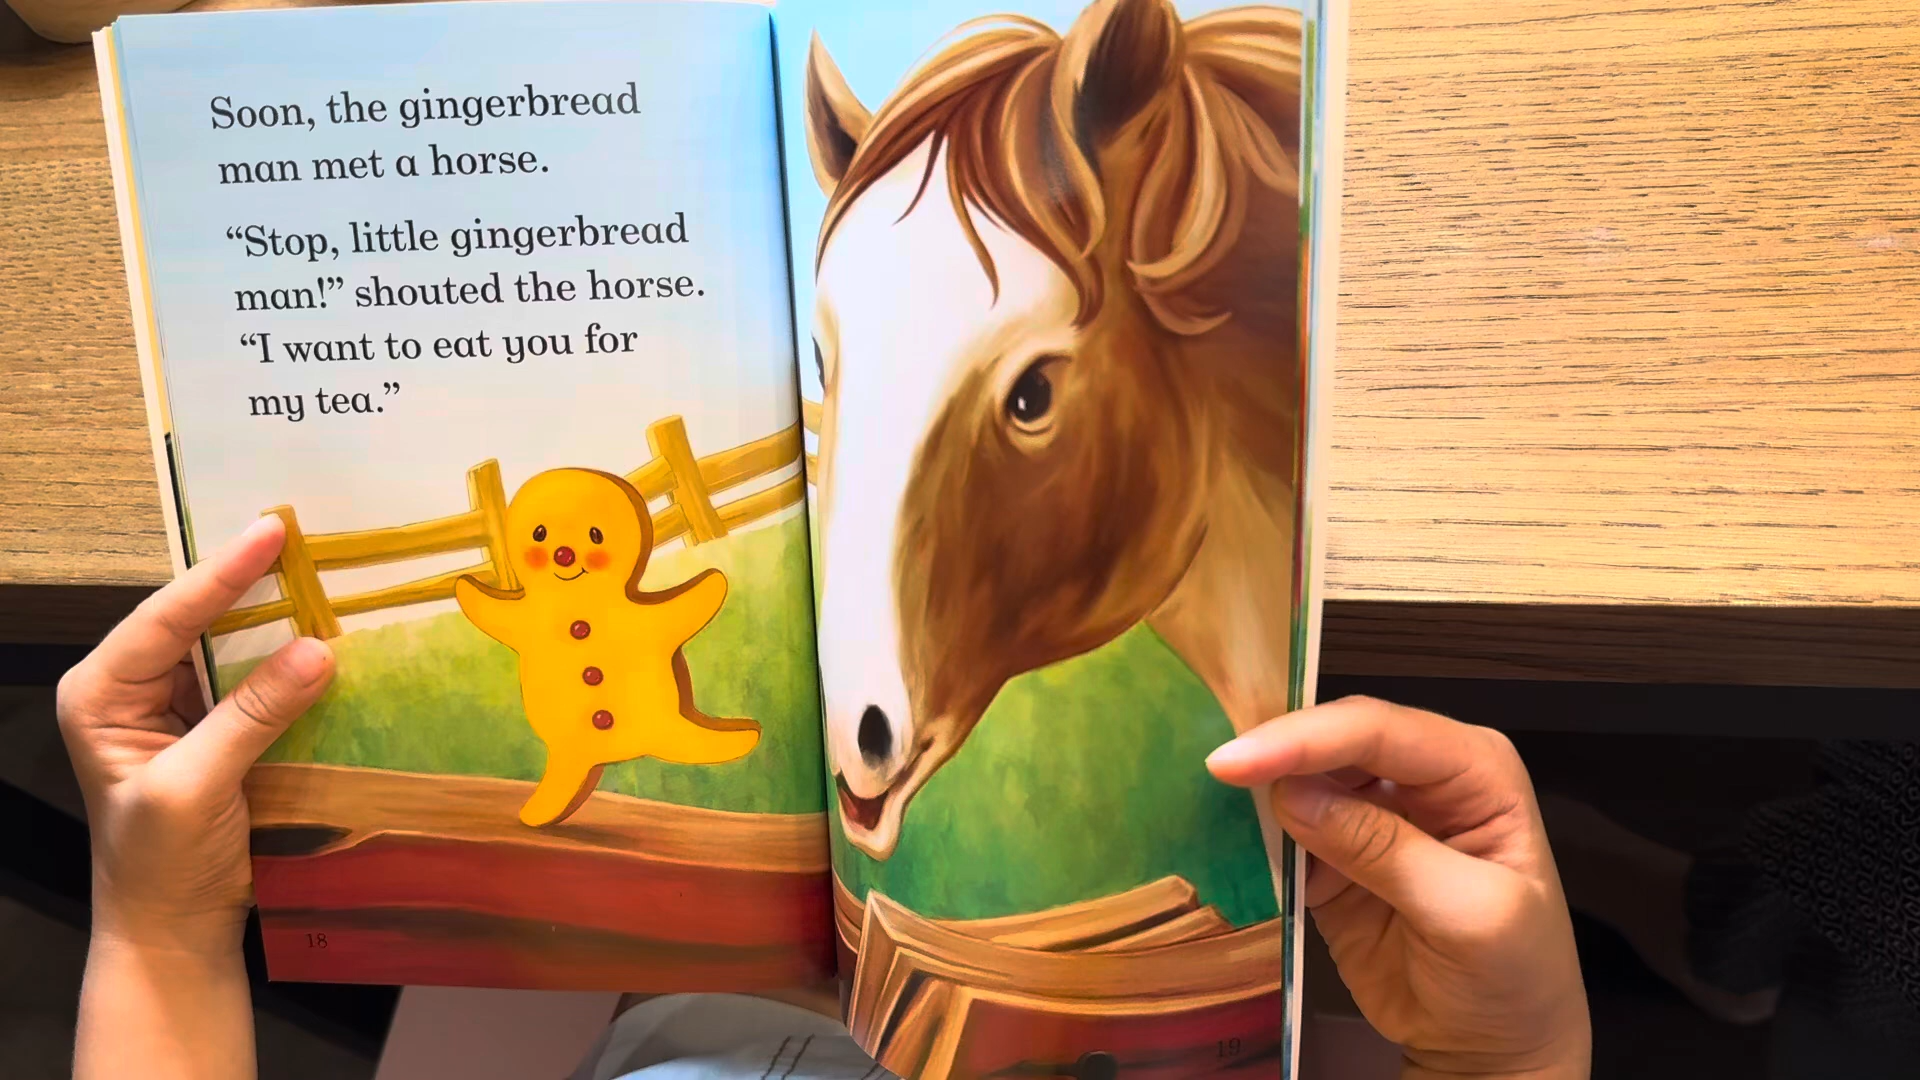 Soon, the gingerbread
man met a horse.
“Stop, little gingerbread
man!” shouted the horse.
“I want to eat you for
my tea.”
18
19